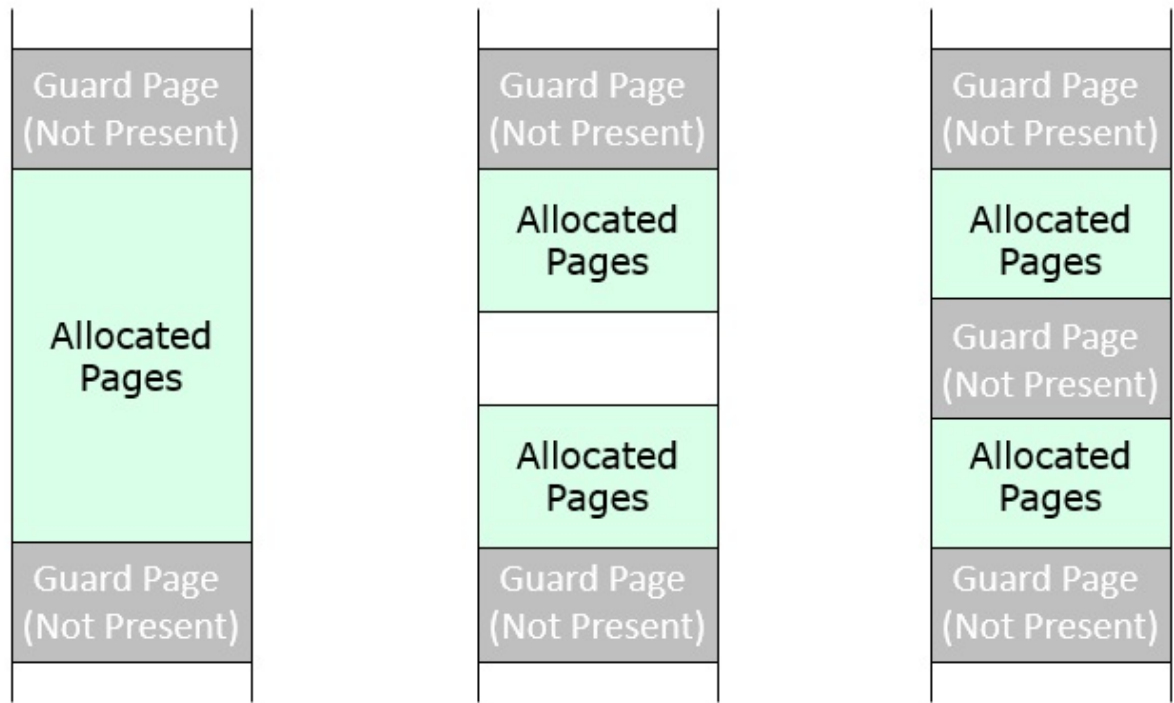 Guard Page
(Not Present)
Allocated
Pages
Guard Page
(Not Present)
Guard Page
(Not Present)
Allocated
Pages
Allocated
Pages
Guard Page
(Not Present)
Guard Page
(Not Present)
Allocated
Pages
Guard Page
(Not Present)
Allocated
Pages
Guard Page
(Not Present)